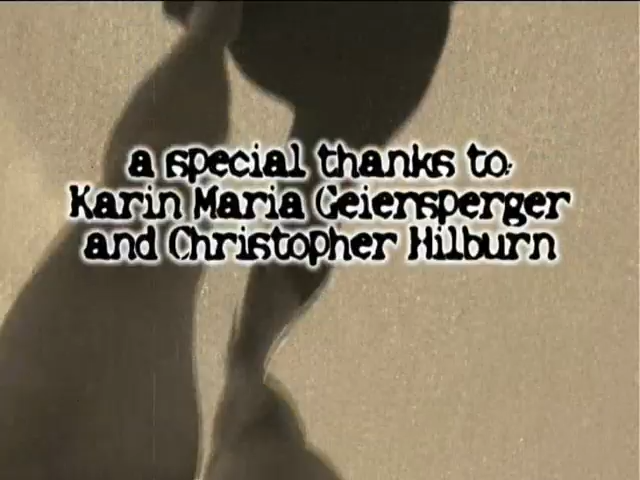 a special thanks to:
Karin Maria Geiersperger
and Christopher Hilburn